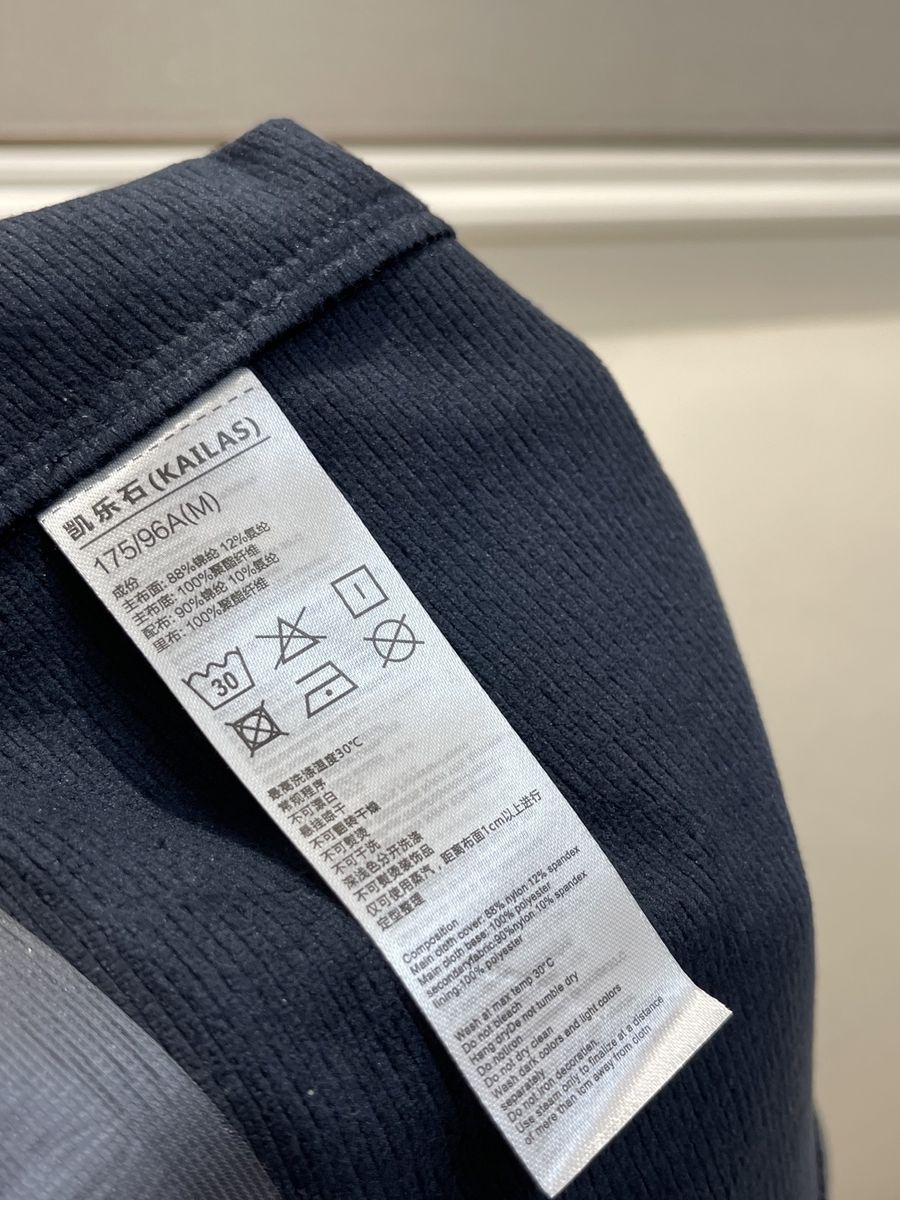 凯乐石(KAILAS)
175/96A(M)
成份
主布面: 88%锦纶 12%氨纶
主布底: 100%聚酯纤维
配布: 90%锦纶 10%氨纶
里布: 100%聚酯纤维
30
最高洗涤温度30℃
常规程序
不可漂白
悬挂晾干
不可翻转干燥
不可熨烫
不可干洗
深浅色分开洗涤
不可熨烫装饰品
仅可使用蒸汽，距离布面1cm以上进行
定型整理
Composition
Main cloth cover: 88% nylon 12% spandex
Main cloth base: 100% polyester
secondaryfabric:90%nylon 10% spandex
lining:100% polyester
Wash at max temp 30°C
Do not bleach
Hang dryDe not tumble dry
Do notiron
Do not dry clean
Wash dark colors and light colors
separately
Do not iron decoration.
Use steam only to finalize at a distance
of more than 1cm away from cloth